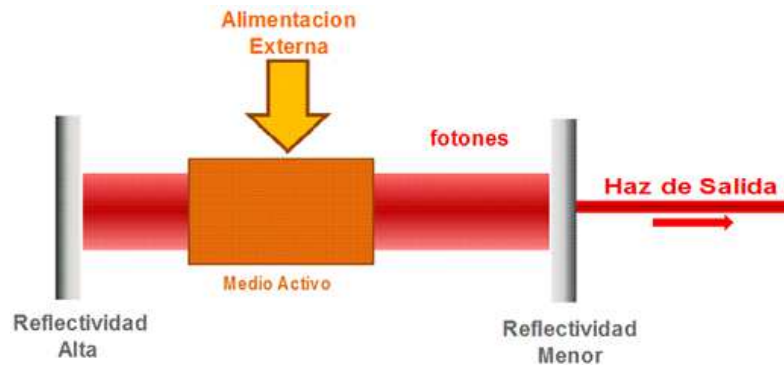 Alimentacion
Externa
fotones
Haz de Salida
Medio Activo
Reflectividad
Alta
Reflectividad
Menor